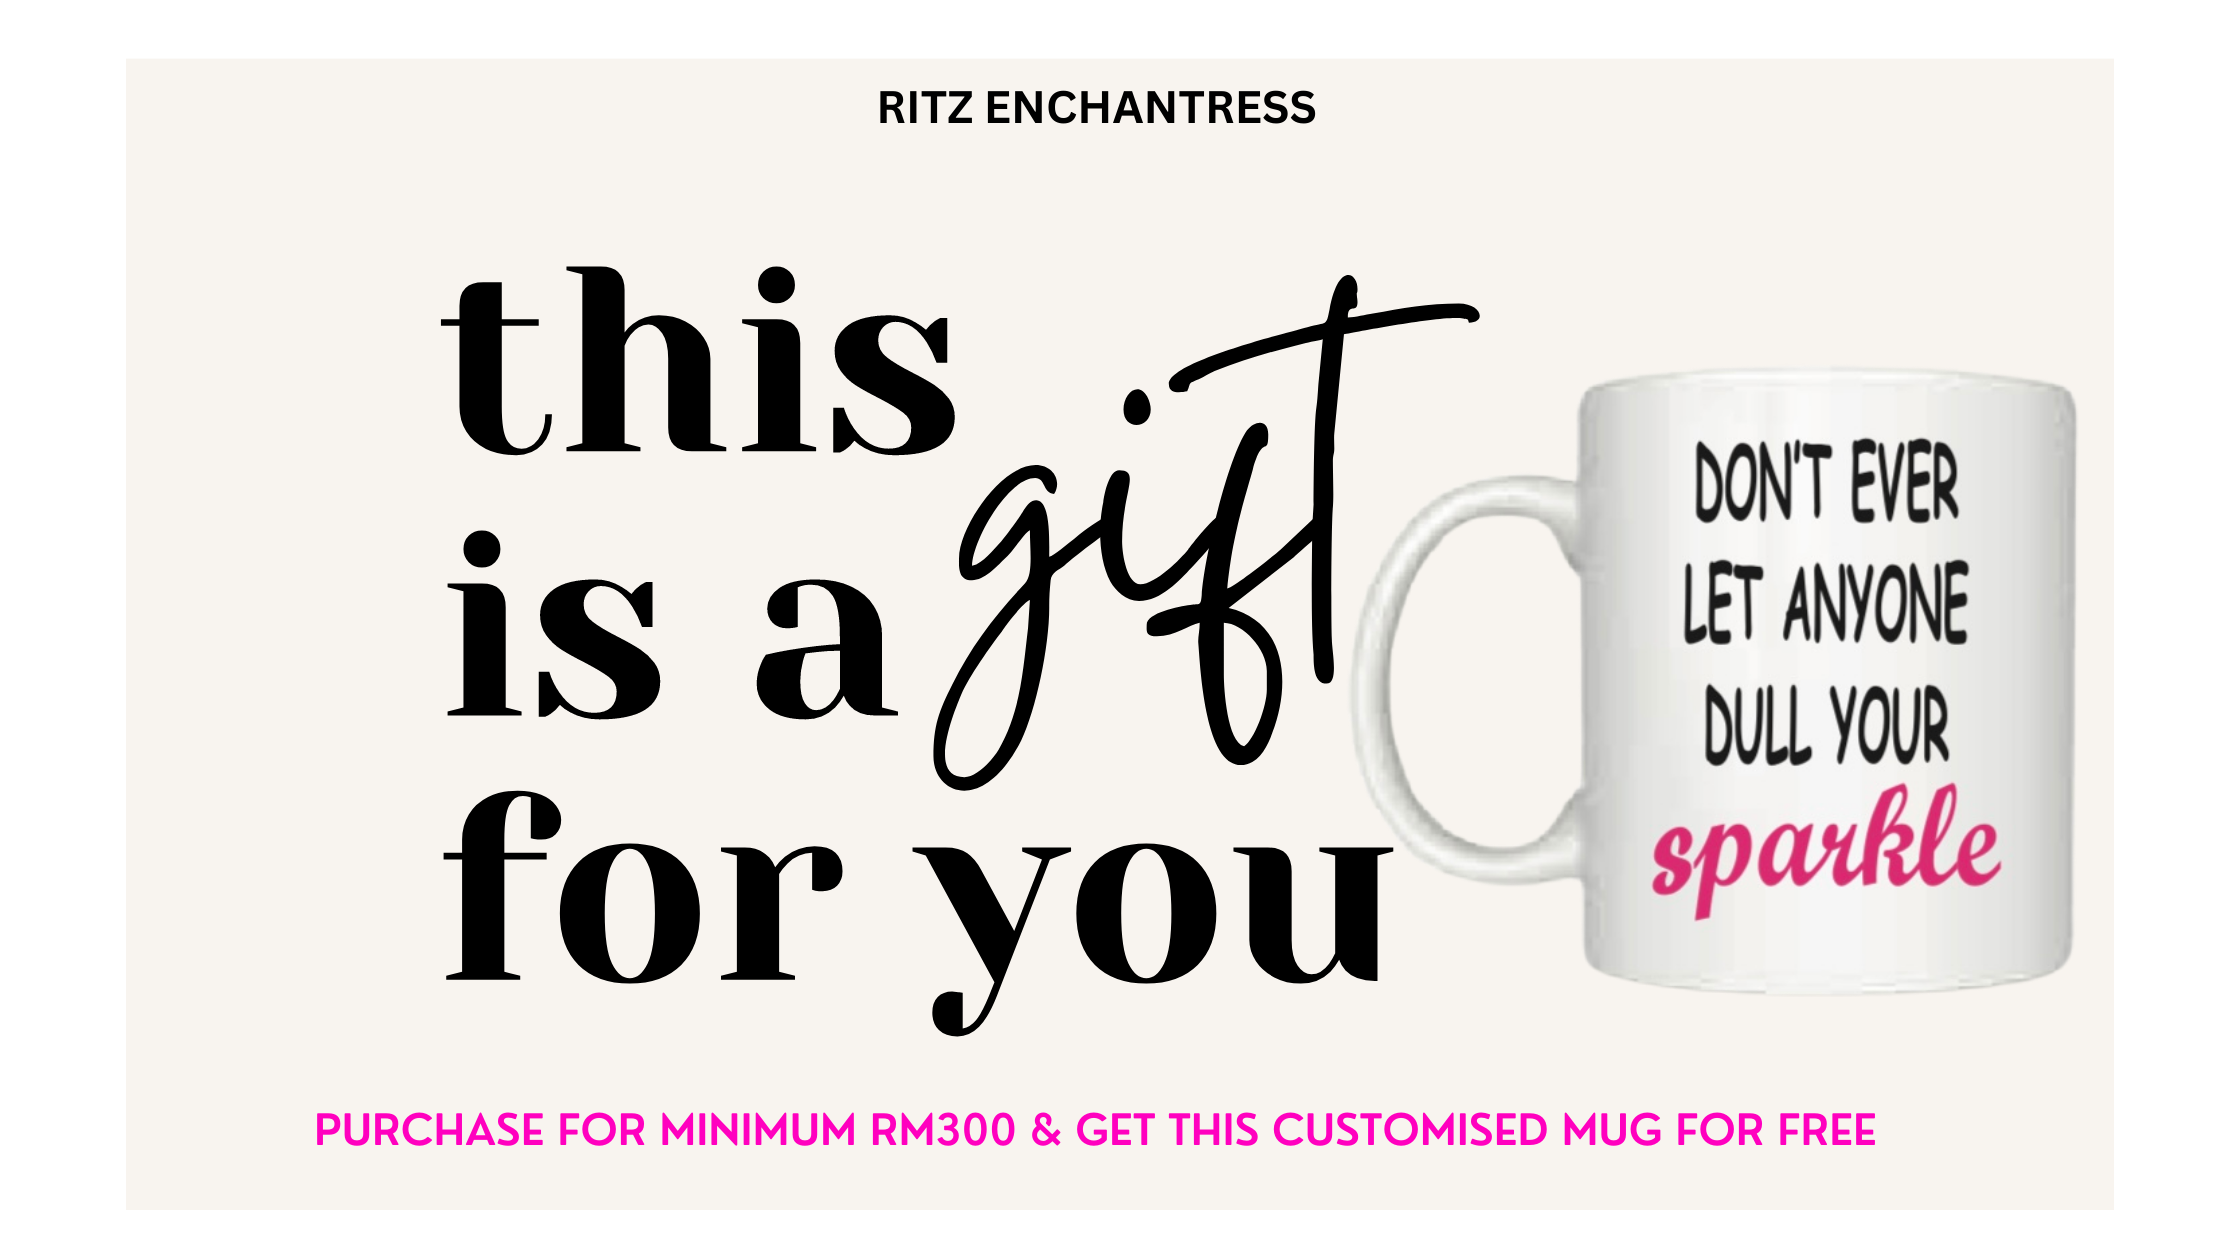 RITZ ENCHANTRESS
this
is a gift
for you
DON'T EVER
LET ANYONE
DULL YOUR
sparkle
PURCHASE FOR MINIMUM RM300 & GET THIS CUSTOMISED MUG FOR FREE